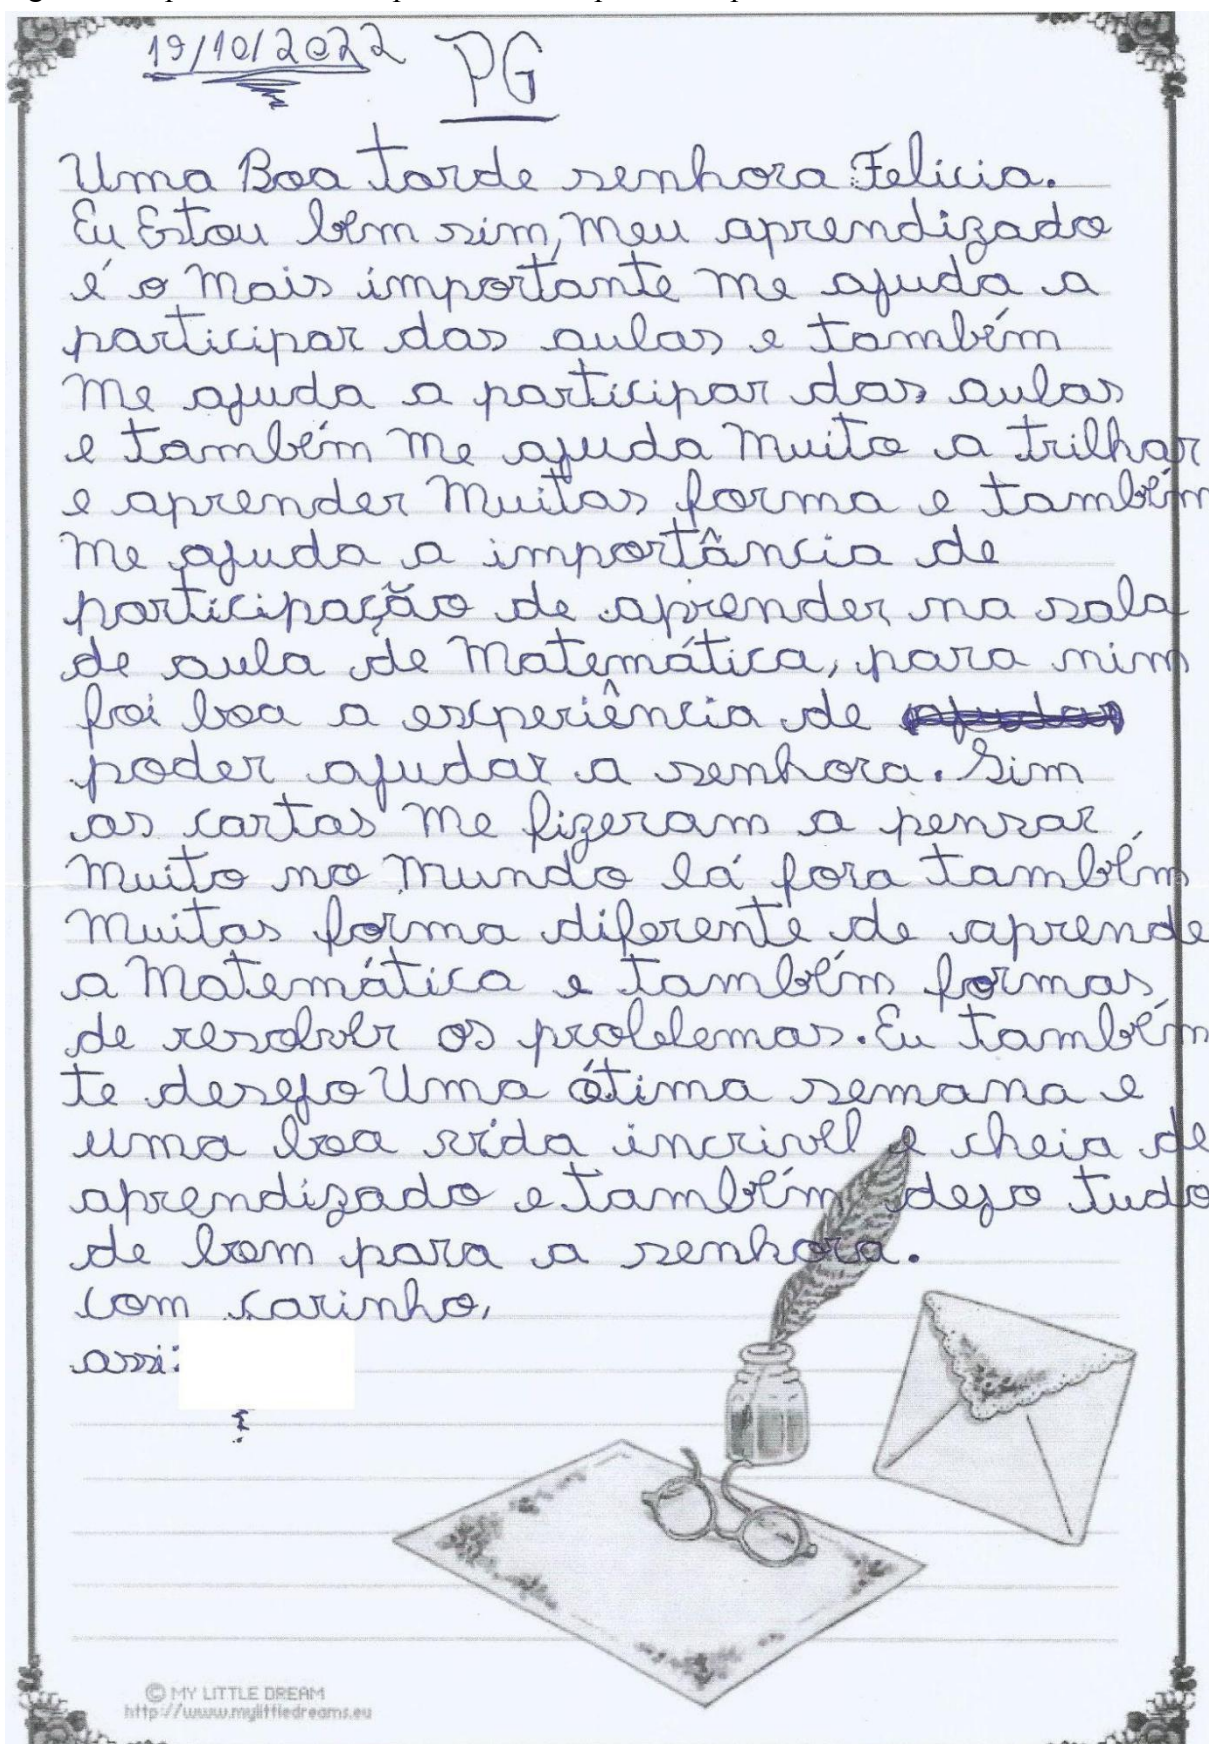 19/10/2022 PG
Uma Boa tarde senhora Felicia.
Eu Estou bem sim, Meu aprendizado
é o Mais importante me ajuda a
participar das aulas e também
Me ajuda a participar das aulas
e também Me ajuda Muito a trilhar
e aprender Muitas forma e também
Me ajuda a importância de
participação de aprender na sala
de aula de Matemática, para mim
foi boa a experiência de
poder ajudar a senhora. Sim
as cartas Me fizeram a pensar
Muito no Mundo lá fora também
Muitas forma diferente de aprende
a Matemática e também formas
de resolver os problemas. Eu também
te desejo Uma ótima semana e
uma boa vida incrivel e cheia de
aprendizado e também dejo tudo
de bom para a senhora.
com carinho,
assi:
© MY LITTLE DREAM
http://www.mylittledreams.eu